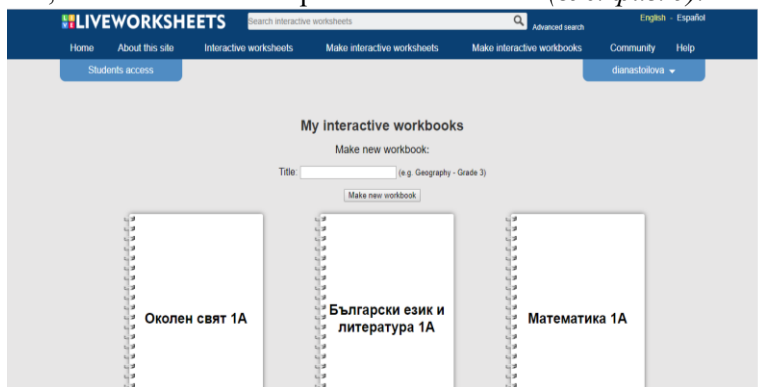 LIVEWORKSHEETS
Search interactive worksheets
Advanced search
English - Español
Home About this site Interactive worksheets Make interactive worksheets Make interactive workbooks Community Help
Students access
dianastoilova
My interactive workbooks
Make new workbook:
Title: (e.g. Geography - Grade 3)
Make new workbook
Околен свят 1А
Български език и
литература 1А
Математика 1А